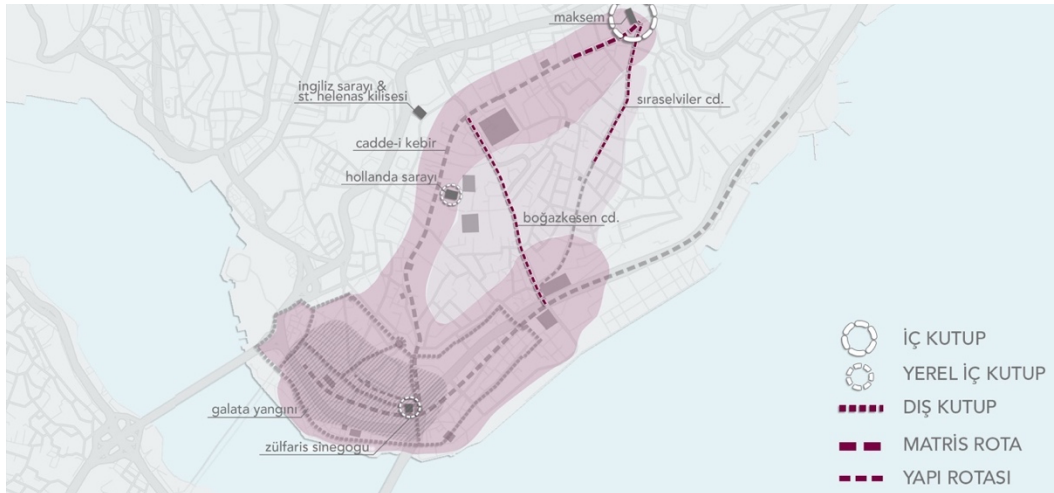 maksem
ingiliz sarayı &
st. helenas kilisesi
sıraselviler cd.
cadde-i kebir
hollanda sarayı
boğazkesen cd.
galata yangını
zülfaris sinegogu
İÇ KUTUP
YEREL İÇ KUTUP
DIŞ KUTUP
MATRİS ROTA
YAPI ROTASI